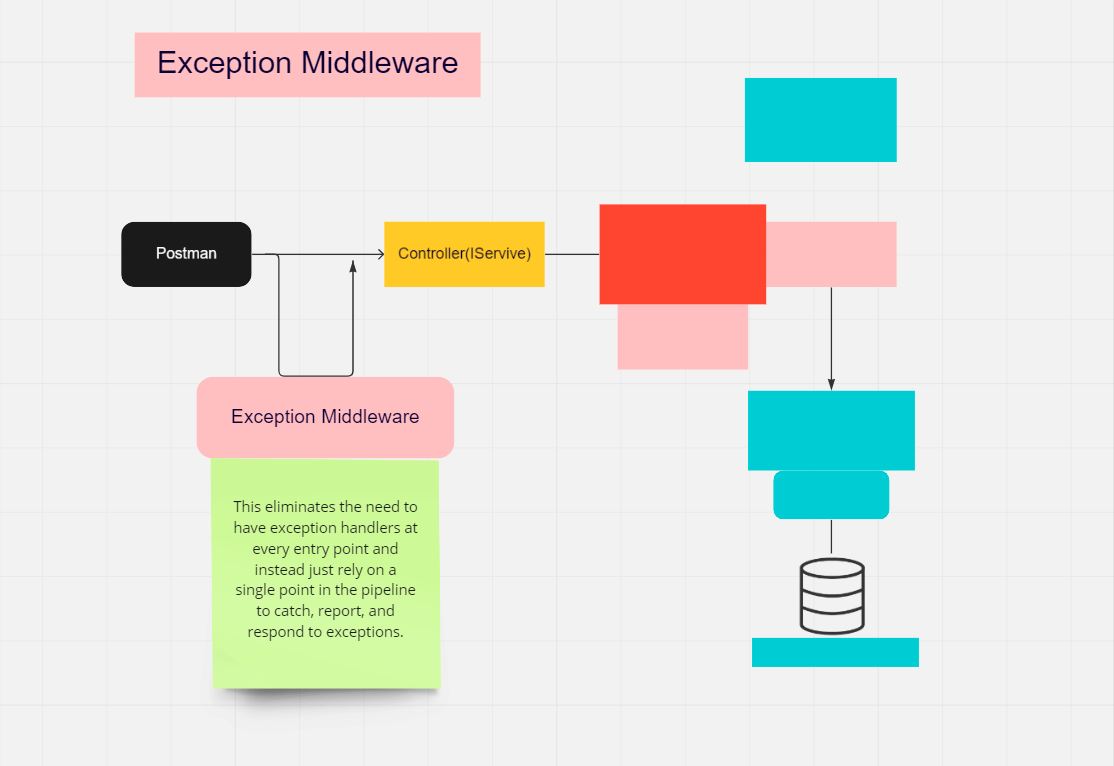 Exception Middleware
Postman
Controller(IServive)
Exception Middleware
This eliminates the need to
have exception handlers at
every entry point and
instead just rely on a
single point in the pipeline
to catch, report, and
respond to exceptions.